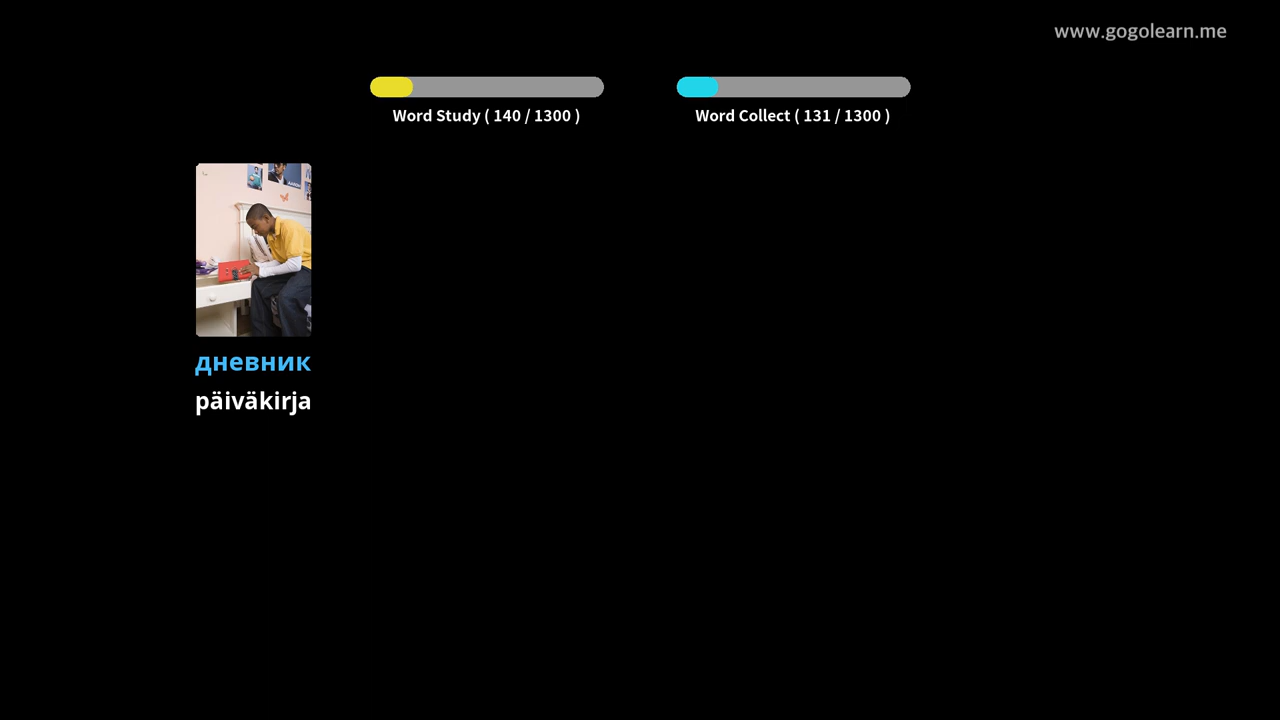 www.gogolearn.me
Word Study ( 140 / 1300 )
Word Collect ( 131 / 1300 )
дневник
päiväkirja